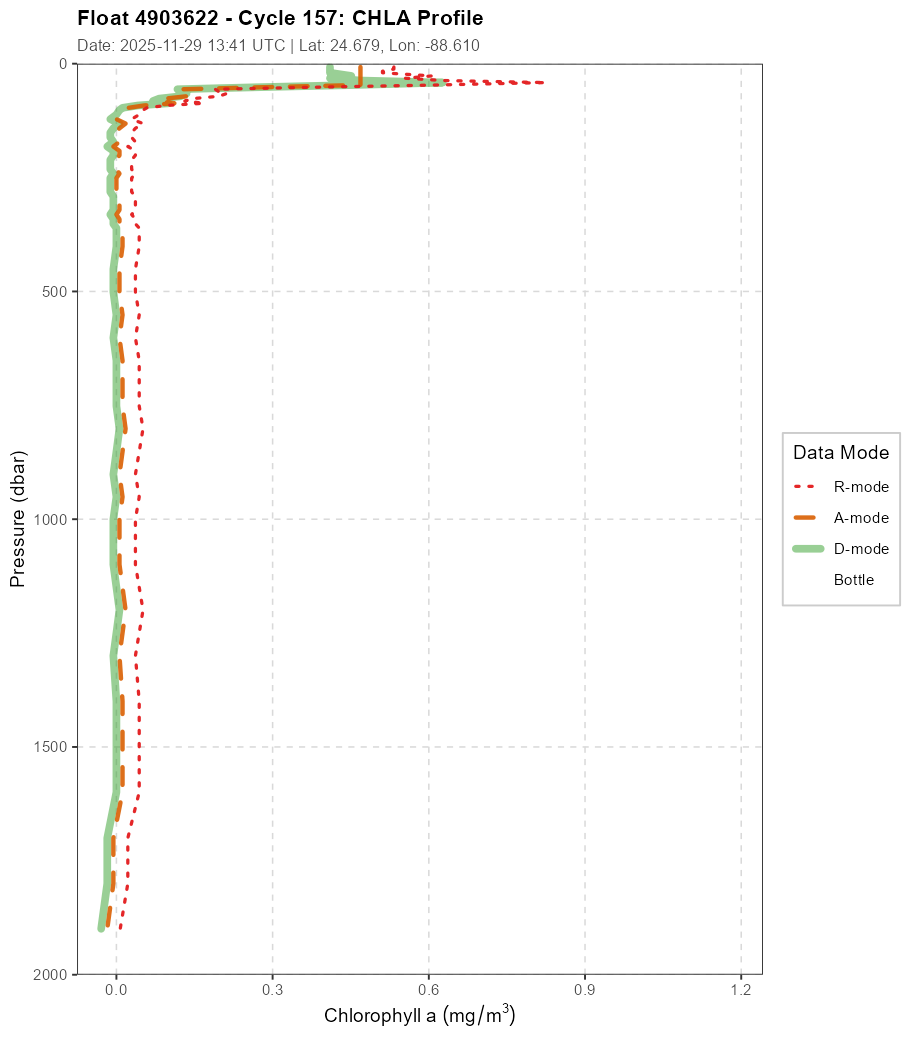 Float 4903622 - Cycle 157: CHLA Profile
Date: 2025-11-29 13:41 UTC | Lat: 24.679, Lon: -88.610
0
500
1000
1500
2000
Pressure (dbar)
0.0 0.3 0.6 0.9 1.2
Chlorophyll a (mg/m³)
Data Mode
R-mode
A-mode
D-mode
Bottle